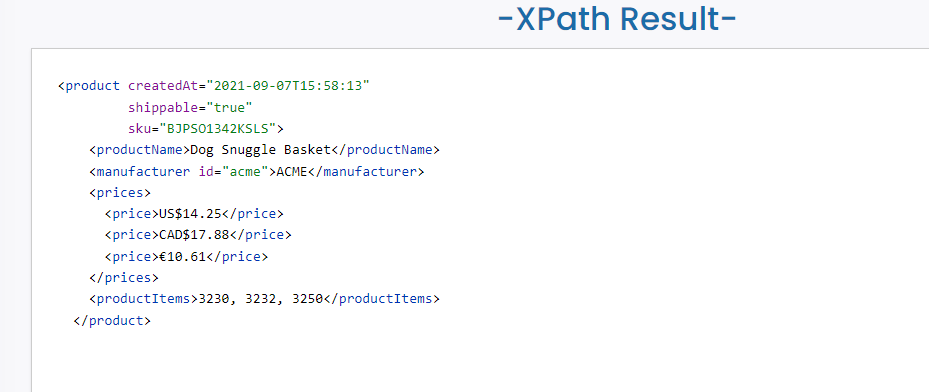 -XPath Result-
<product createdAt="2021-09-07T15:58:13"
shippable="true"
sku="BJPSO1342KSLS">
<productName>Dog Snuggle Basket</productName>
<manufacturer id="acme">ACME</manufacturer>
<prices>
<price>US$14.25</price>
<price>CAD$17.88</price>
<price>€10.61</price>
</prices>
<productItems>3230, 3232, 3250</productItems>
</product>